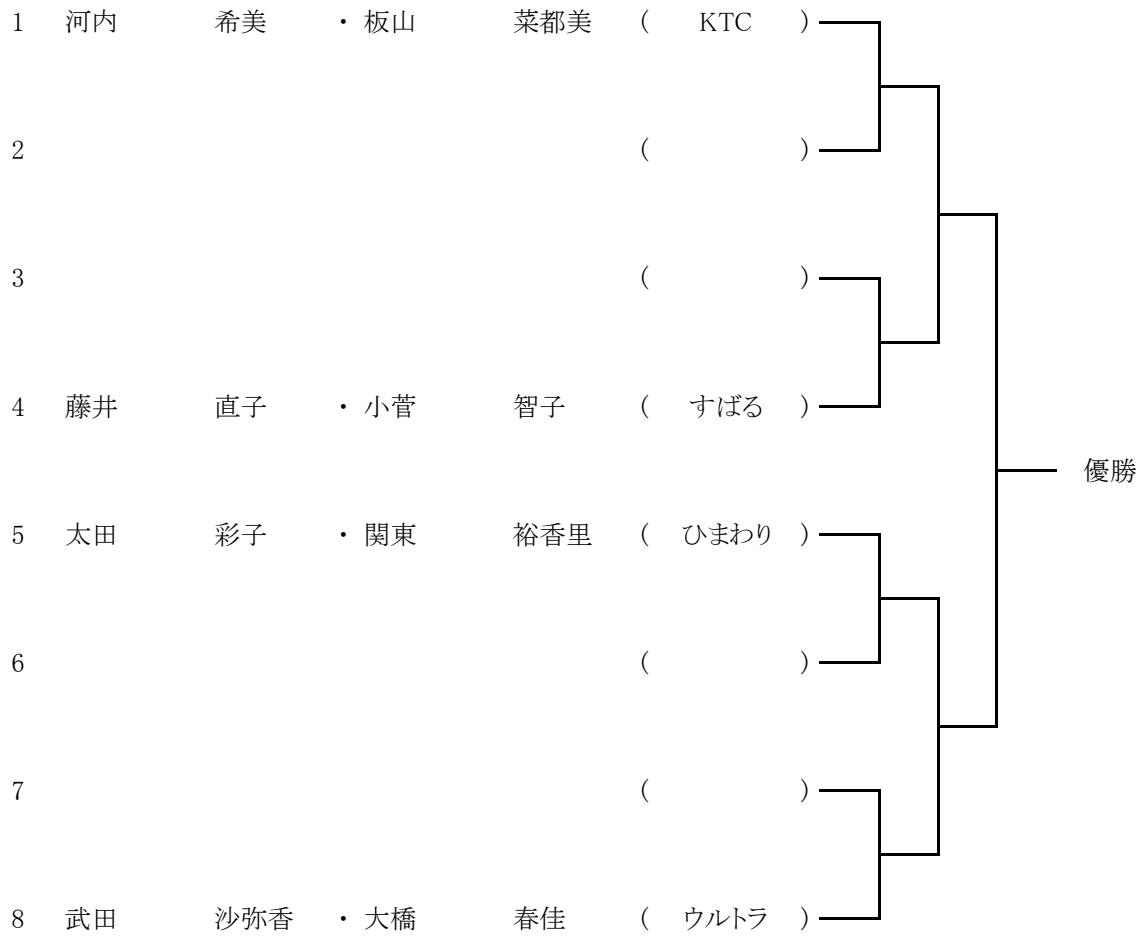 1 河内 希美 ・ 板山 菜都美 ( KTC )
2 ( )
3 ( )
4 藤井 直子 ・ 小菅 智子 ( すばる )
優勝
5 太田 彩子 ・ 関東 裕香里 ( ひまわり )
6 ( )
7 ( )
8 武田 沙弥香 ・ 大橋 春佳 ( ウルトラ )